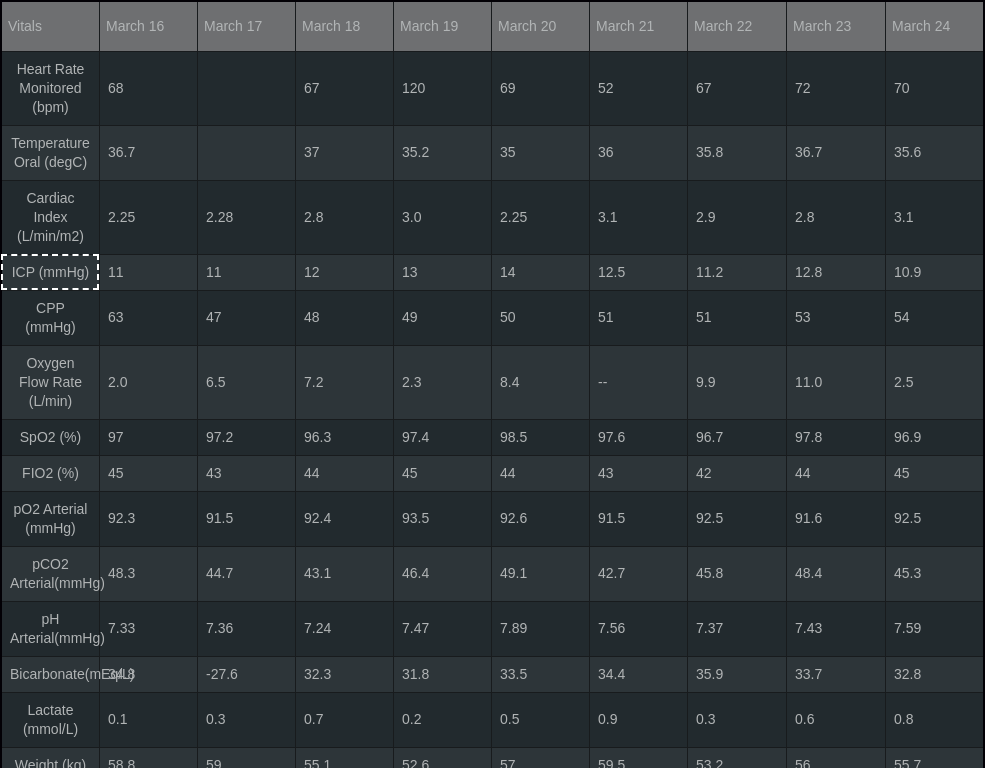 Vitals March 16 March 17 March 18 March 19 March 20 March 21 March 22 March 23 March 24
Heart Rate
Monitored
(bpm)
68 67 120 69 52 67 72 70
Temperature
Oral (degC)
36.7 37 35.2 35 36 35.8 36.7 35.6
Cardiac
Index
(L/min/m2)
2.25 2.28 2.8 3.0 2.25 3.1 2.9 2.8 3.1
ICP (mmHg) 11 11 12 13 14 12.5 11.2 12.8 10.9
CPP
(mmHg)
63 47 48 49 50 51 51 53 54
Oxygen
Flow Rate
(L/min)
2.0 6.5 7.2 2.3 8.4 -- 9.9 11.0 2.5
SpO2 (%) 97 97.2 96.3 97.4 98.5 97.6 96.7 97.8 96.9
FIO2 (%) 45 43 44 45 44 43 42 44 45
pO2 Arterial
(mmHg)
92.3 91.5 92.4 93.5 92.6 91.5 92.5 91.6 92.5
pCO2
Arterial(mmHg)
48.3 44.7 43.1 46.4 49.1 42.7 45.8 48.4 45.3
pH
Arterial(mmHg)
7.33 7.36 7.24 7.47 7.89 7.56 7.37 7.43 7.59
Bicarbonate(mEq/L) 34.3 -27.6 32.3 31.8 33.5 34.4 35.9 33.7 32.8
Lactate
(mmol/L)
0.1 0.3 0.7 0.2 0.5 0.9 0.3 0.6 0.8
Weight (kg) 58.8 59 55.1 52.6 57 59.5 53.2 56 55.7